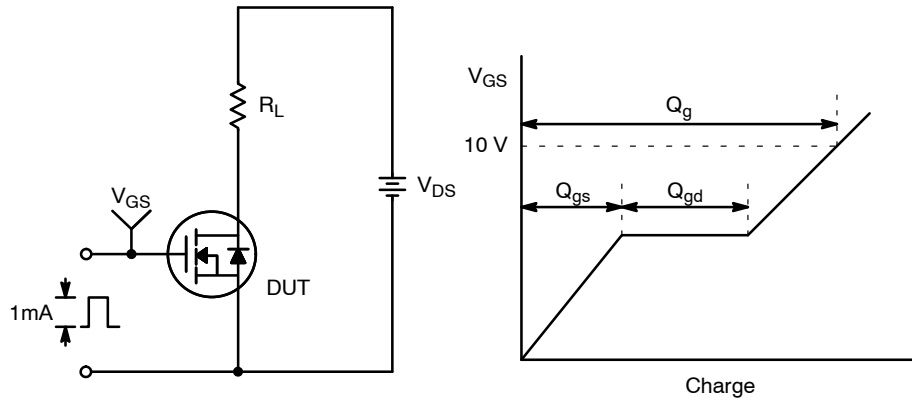 R_L
V_GS
V_DS
DUT
1mA
V_GS
Q_g
10 V
Q_gs
Q_gd
Charge